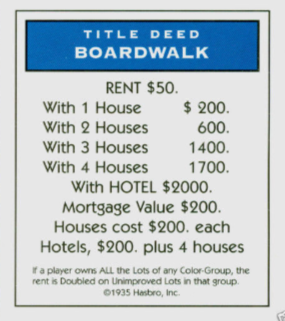 TITLE DEED
BOARDWALK
RENT $50.
With 1 House $ 200.
With 2 Houses 600.
With 3 Houses 1400.
With 4 Houses 1700.
With HOTEL $2000.
Mortgage Value $200.
Houses cost $200. each
Hotels, $200. plus 4 houses
If a player owns ALL the Lots of any Color-Group, the
rent is Doubled on Unimproved Lots in that group.
©1935 Hasbro, Inc.